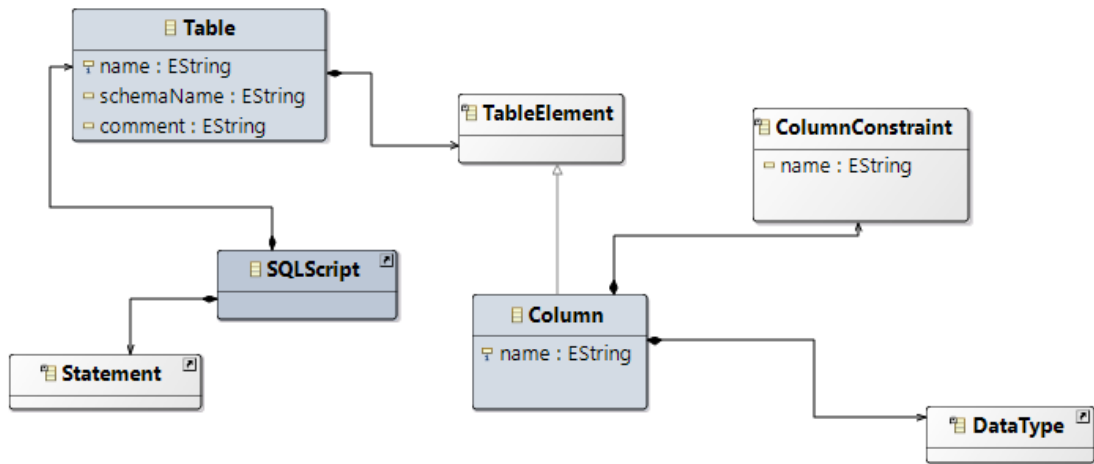 Table
name : EString
schemaName : EString
comment : EString
TableElement
ColumnConstraint
name : EString
SQLScript
Column
name : EString
Statement
DataType